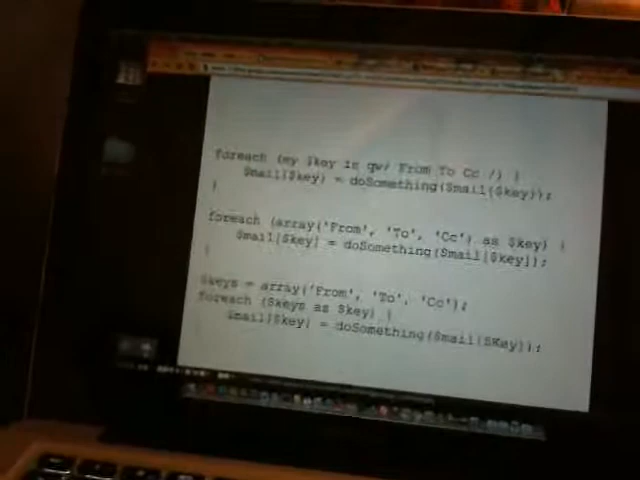 foreach (my $key in qw/ From To Cc /) {
$mail{$key} = doSomething($mail{$key});
}
foreach (array('From', 'To', 'Cc') as $key) {
$mail[$key] = doSomething($mail[$key]);
}
$keys = array('From', 'To', 'Cc');
foreach ($keys as $key) {
$mail[$key] = doSomething($mail[$Key]);